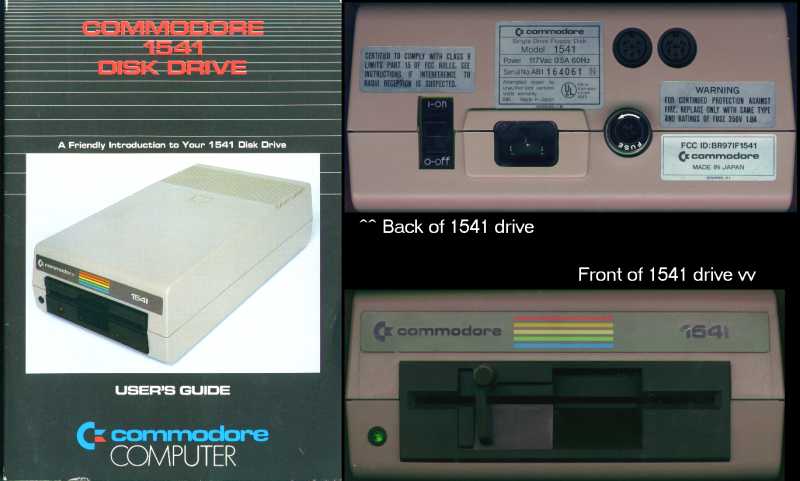 COMMODORE
1541
DISK DRIVE
A Friendly Introduction to Your 1541 Disk Drive
commodore
1541
USER'S GUIDE
commodore
COMPUTER
CERTIFIED TO COMPLY WITH CLASS B
LIMITS PART 15 OF FCC RULES. SEE
INSTRUCTIONS IF INTERFERENCE TO
RADIO RECEPTION IS SUSPECTED.
I-ON
O-OFF
commodore
Single Drive Floppy Disk
Model 1541
Power 117Vac 0.5A 60Hz
Serial No. AB1 164061 N
Made in Japan
FUSE
WARNING
FOR CONTINUED PROTECTION AGAINST
FIRE, REPLACE ONLY WITH SAME TYPE
AND RATINGS OF FUSE 250V 1.0A
FCC ID:BR97IF1541
commodore
MADE IN JAPAN
^^ Back of 1541 drive
Front of 1541 drive vv
commodore
1541